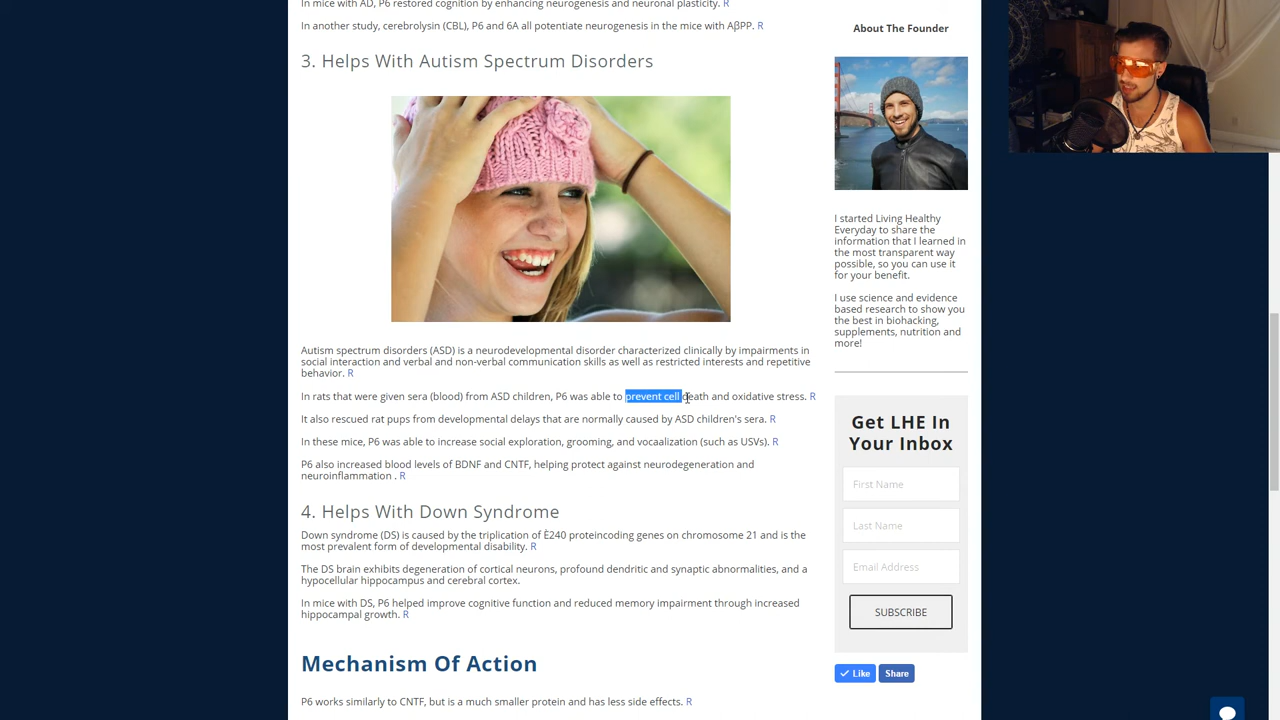 In mice with AD, P6 restored cognition by enhancing neurogenesis and neuronal plasticity. R
In another study, cerebrolysin (CBL), P6 and 6A all potentiate neurogenesis in the mice with AβPP. R
3. Helps With Autism Spectrum Disorders
Autism spectrum disorders (ASD) is a neurodevelopmental disorder characterized clinically by impairments in
social interaction and verbal and non-verbal communication skills as well as restricted interests and repetitive
behavior. R
In rats that were given sera (blood) from ASD children, P6 was able to prevent cell death and oxidative stress. R
It also rescued rat pups from developmental delays that are normally caused by ASD children's sera. R
In these mice, P6 was able to increase social exploration, grooming, and vocaalization (such as USVs). R
P6 also increased blood levels of BDNF and CNTF, helping protect against neurodegeneration and
neuroinflammation . R
4. Helps With Down Syndrome
Down syndrome (DS) is caused by the triplication of È240 proteincoding genes on chromosome 21 and is the
most prevalent form of developmental disability. R
The DS brain exhibits degeneration of cortical neurons, profound dendritic and synaptic abnormalities, and a
hypocellular hippocampus and cerebral cortex.
In mice with DS, P6 helped improve cognitive function and reduced memory impairment through increased
hippocampal growth. R
Mechanism Of Action
P6 works similarly to CNTF, but is a much smaller protein and has less side effects. R
About The Founder
I started Living Healthy
Everyday to share the
information that I learned in
the most transparent way
possible, so you can use it
for your benefit.
I use science and evidence
based research to show you
the best in biohacking,
supplements, nutrition and
more!
Get LHE In
Your Inbox
First Name
Last Name
Email Address
SUBSCRIBE
Like
Share